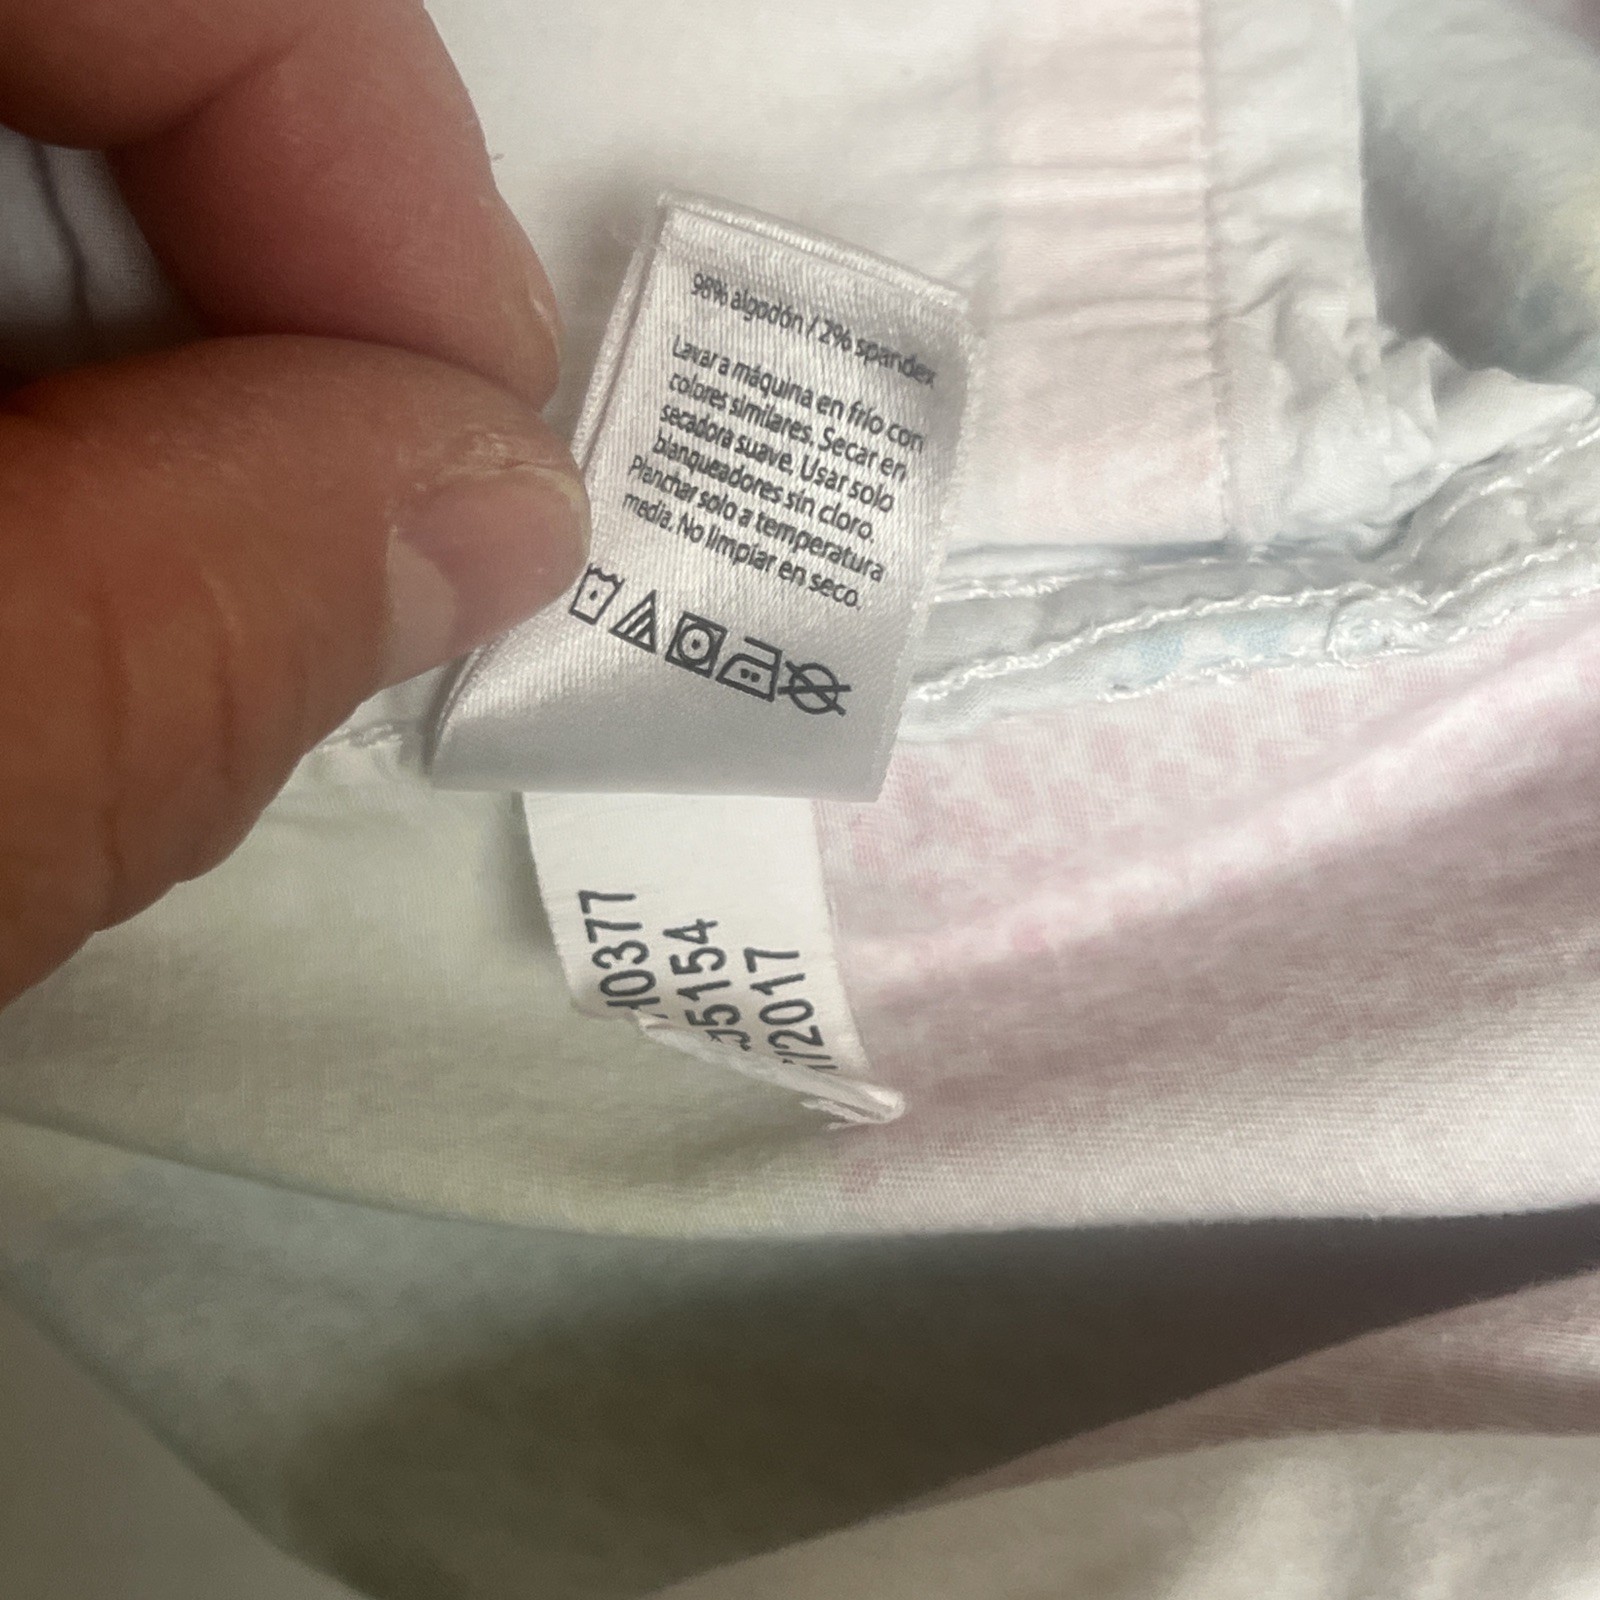 98% algodón / 2% spandex
Lavar a máquina en frío con
colores similares. Secar en
secadora suave. Usar solo
blanqueadores sin cloro.
Planchar solo a temperatura
media. No limpiar en seco.
10377
05154
/2017